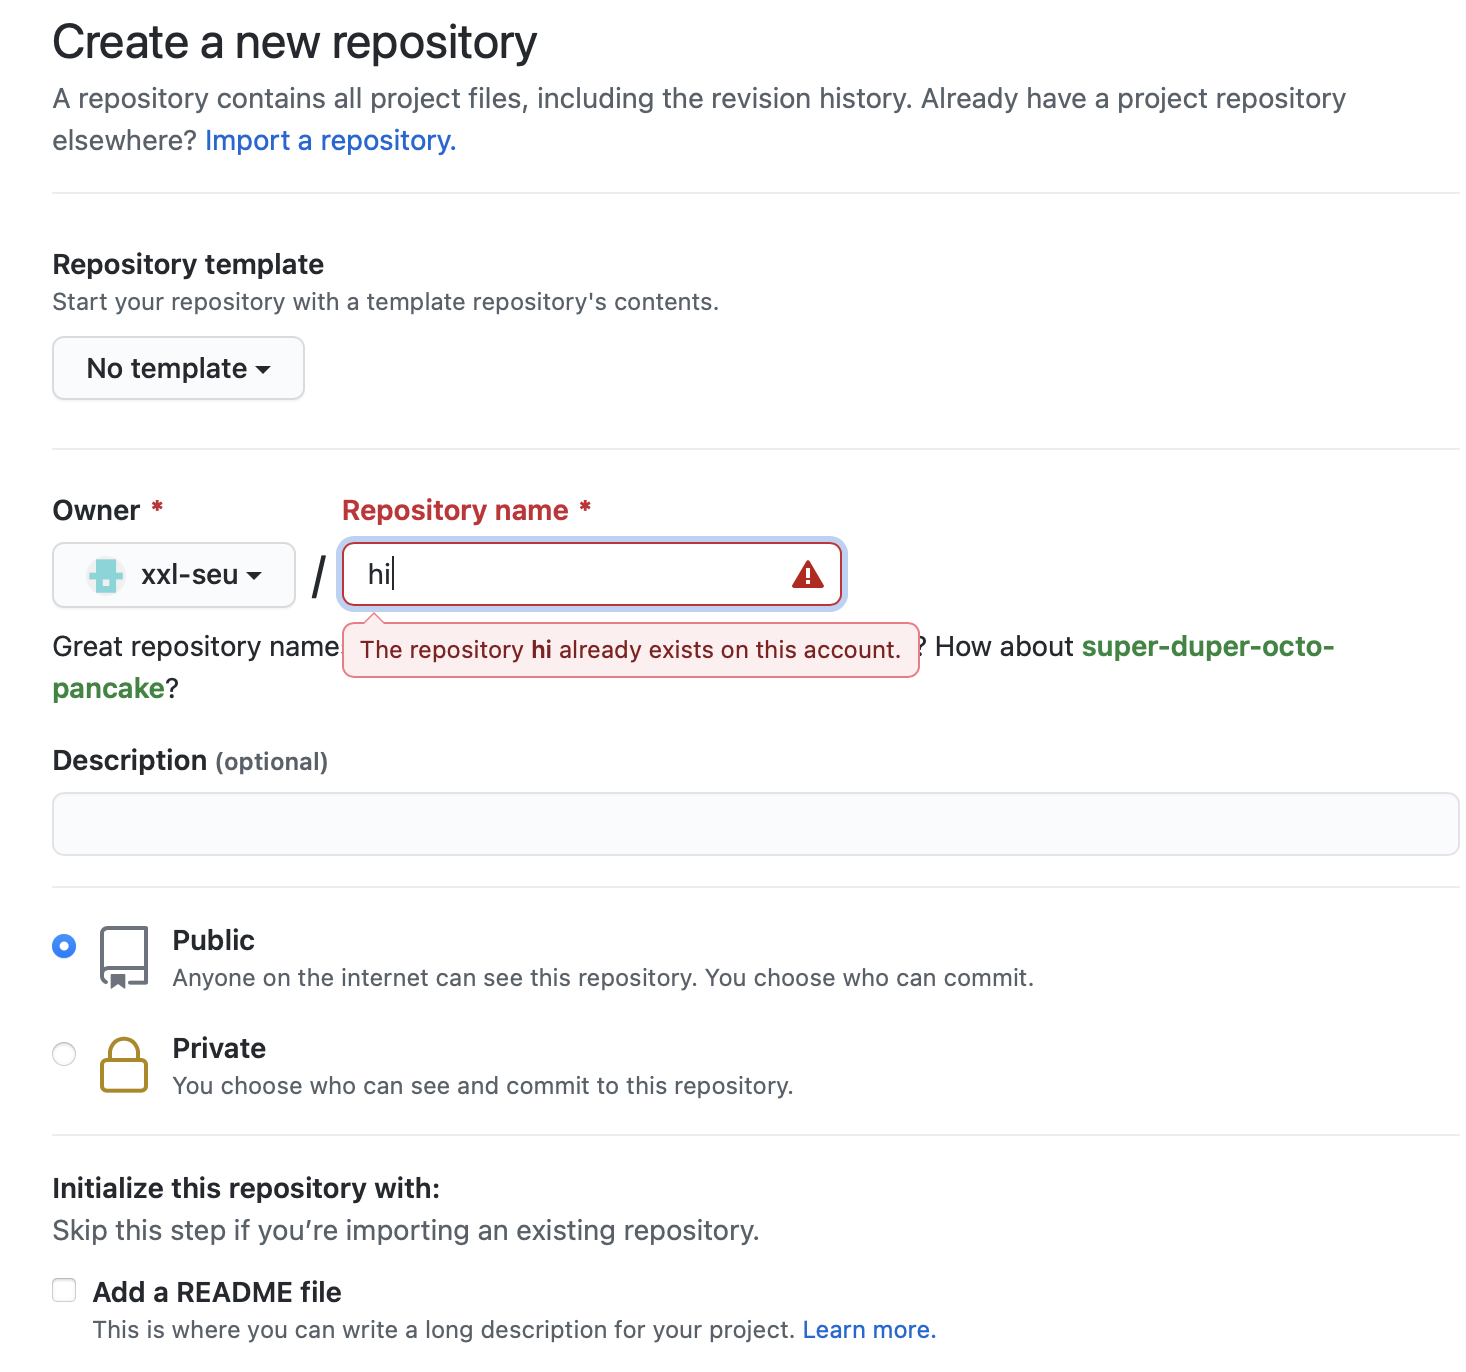 Create a new repository
A repository contains all project files, including the revision history. Already have a project repository
elsewhere? Import a repository.
Repository template
Start your repository with a template repository's contents.
No template
Owner * Repository name *
xxl-seu / hi
Great repository name ? How about super-duper-octo-
The repository hi already exists on this account.
pancake?
Description (optional)
Public
Anyone on the internet can see this repository. You choose who can commit.
Private
You choose who can see and commit to this repository.
Initialize this repository with:
Skip this step if you’re importing an existing repository.
Add a README file
This is where you can write a long description for your project. Learn more.